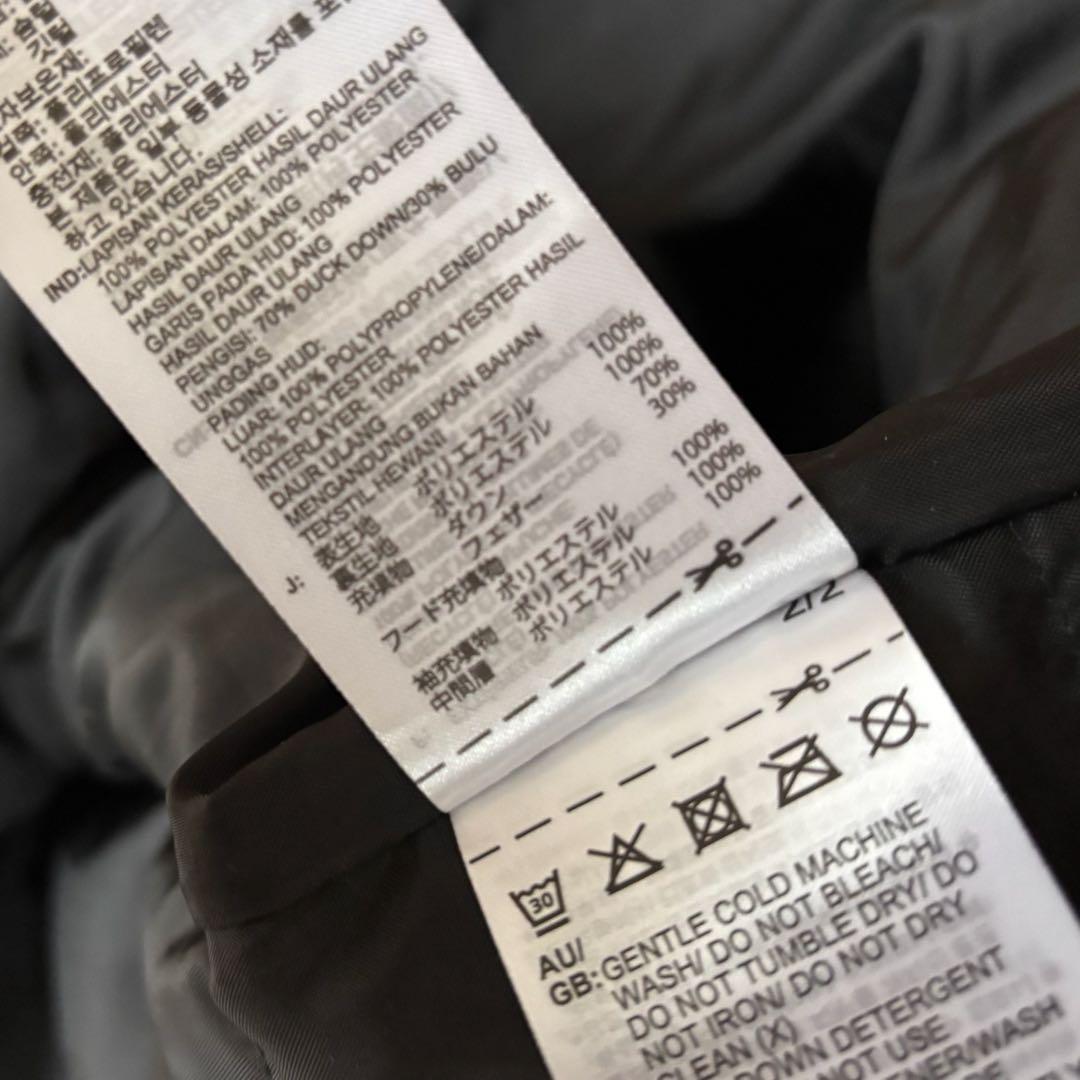 깃털
자보온재:
겉쪽: 폴리프로필렌
안쪽: 폴리에스터
충전재: 폴리에스터
본 제품은 일부 동물성 소재를
하고 있습니다.
IND:LAPISAN KERAS/SHELL:
100% POLYESTER HASIL DAUR ULANG
LAPISAN DALAM: 100% POLYESTER
HASIL DAUR ULANG
GARIS PADA HUD: 100% POLYESTER
HASIL DAUR ULANG
PENGISI: 70% DUCK DOWN/30% BULU
UNGGAS
PADING HUD:
LUAR: 100% POLYPROPYLENE/DALAM:
100% POLYESTER
INTERLAYER: 100% POLYESTER HASIL
DAUR ULANG
MENGANDUNG BUKAN BAHAN
TEKSTIL HEWANI
J: 表生地 ポリエステル 100%
裏生地 ポリエステル 100%
充填物 ダウン 70%
フェザー 30%
フード充填物 ポリエステル 100%
袖充填物 ポリエステル 100%
中間層 ポリエステル 100%
2/2
30
AU/
GB:GENTLE COLD MACHINE
WASH/ DO NOT BLEACH/
DO NOT TUMBLE DRY/ DO
NOT IRON/ DO NOT DRY
CLEAN (X)
DOWN DETERGENT
NOT USE
ENER/WASH